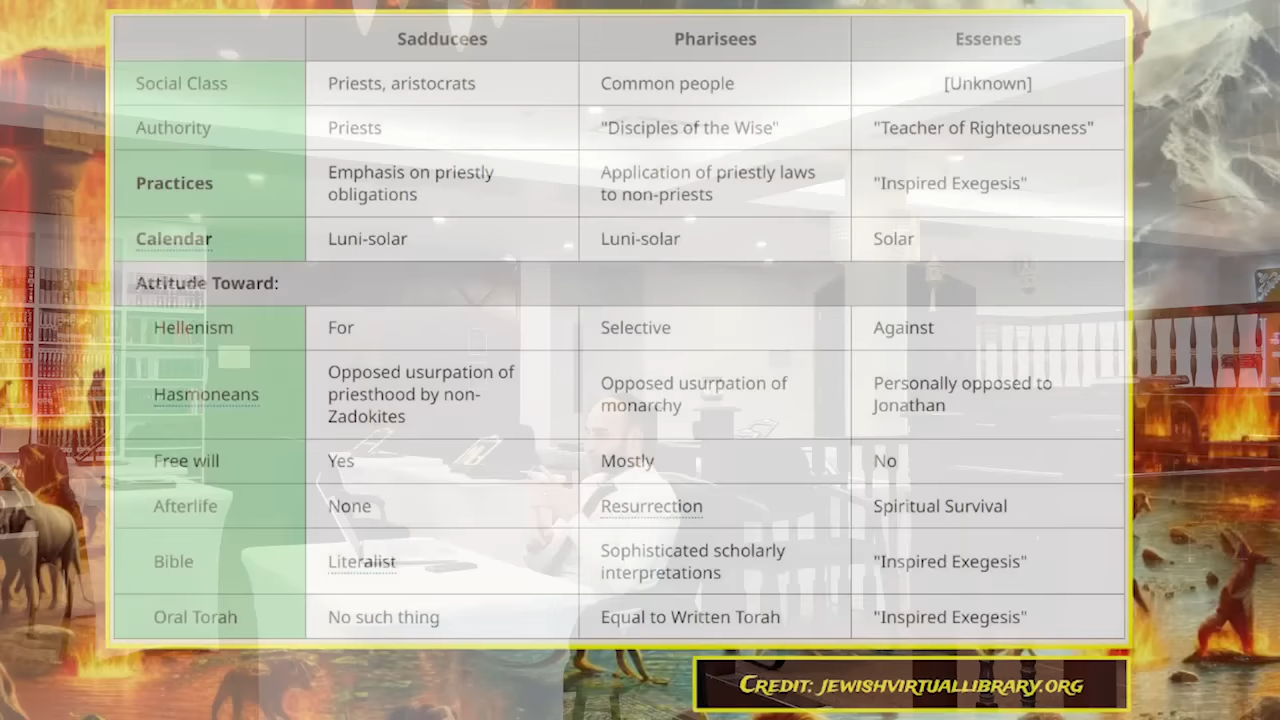 Sadducees Pharisees Essenes
Social Class Priests, aristocrats Common people [Unknown]
Authority Priests "Disciples of the Wise" "Teacher of Righteousness"
Practices Emphasis on priestly obligations Application of priestly laws to non-priests "Inspired Exegesis"
Calendar Luni-solar Luni-solar Solar
Attitude Toward:
Hellenism For Selective Against
Hasmoneans Opposed usurpation of priesthood by non-Zadokites Opposed usurpation of monarchy Personally opposed to Jonathan
Free will Yes Mostly No
Afterlife None Resurrection Spiritual Survival
Bible Literalist Sophisticated scholarly interpretations "Inspired Exegesis"
Oral Torah No such thing Equal to Written Torah "Inspired Exegesis"
Credit: jewishvirtuallibrary.org